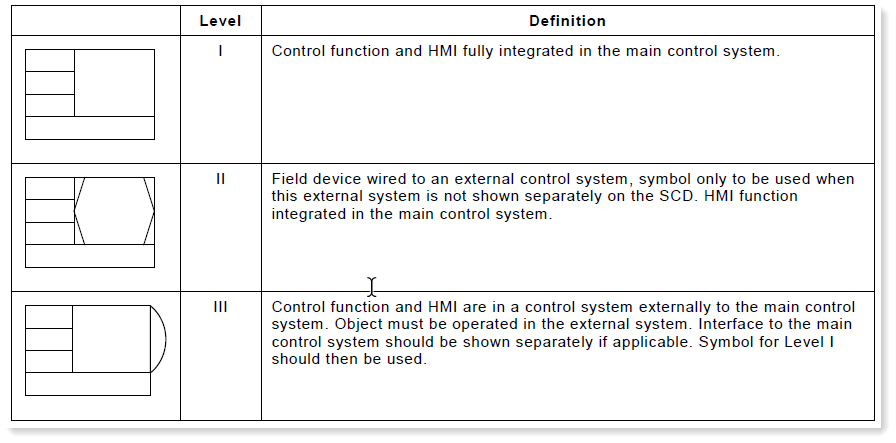 Level Definition
I Control function and HMI fully integrated in the main control system.
II Field device wired to an external control system, symbol only to be used when
this external system is not shown separately on the SCD. HMI function
integrated in the main control system.
III Control function and HMI are in a control system externally to the main control
system. Object must be operated in the external system. Interface to the main
control system should be shown separately if applicable. Symbol for Level I
should then be used.